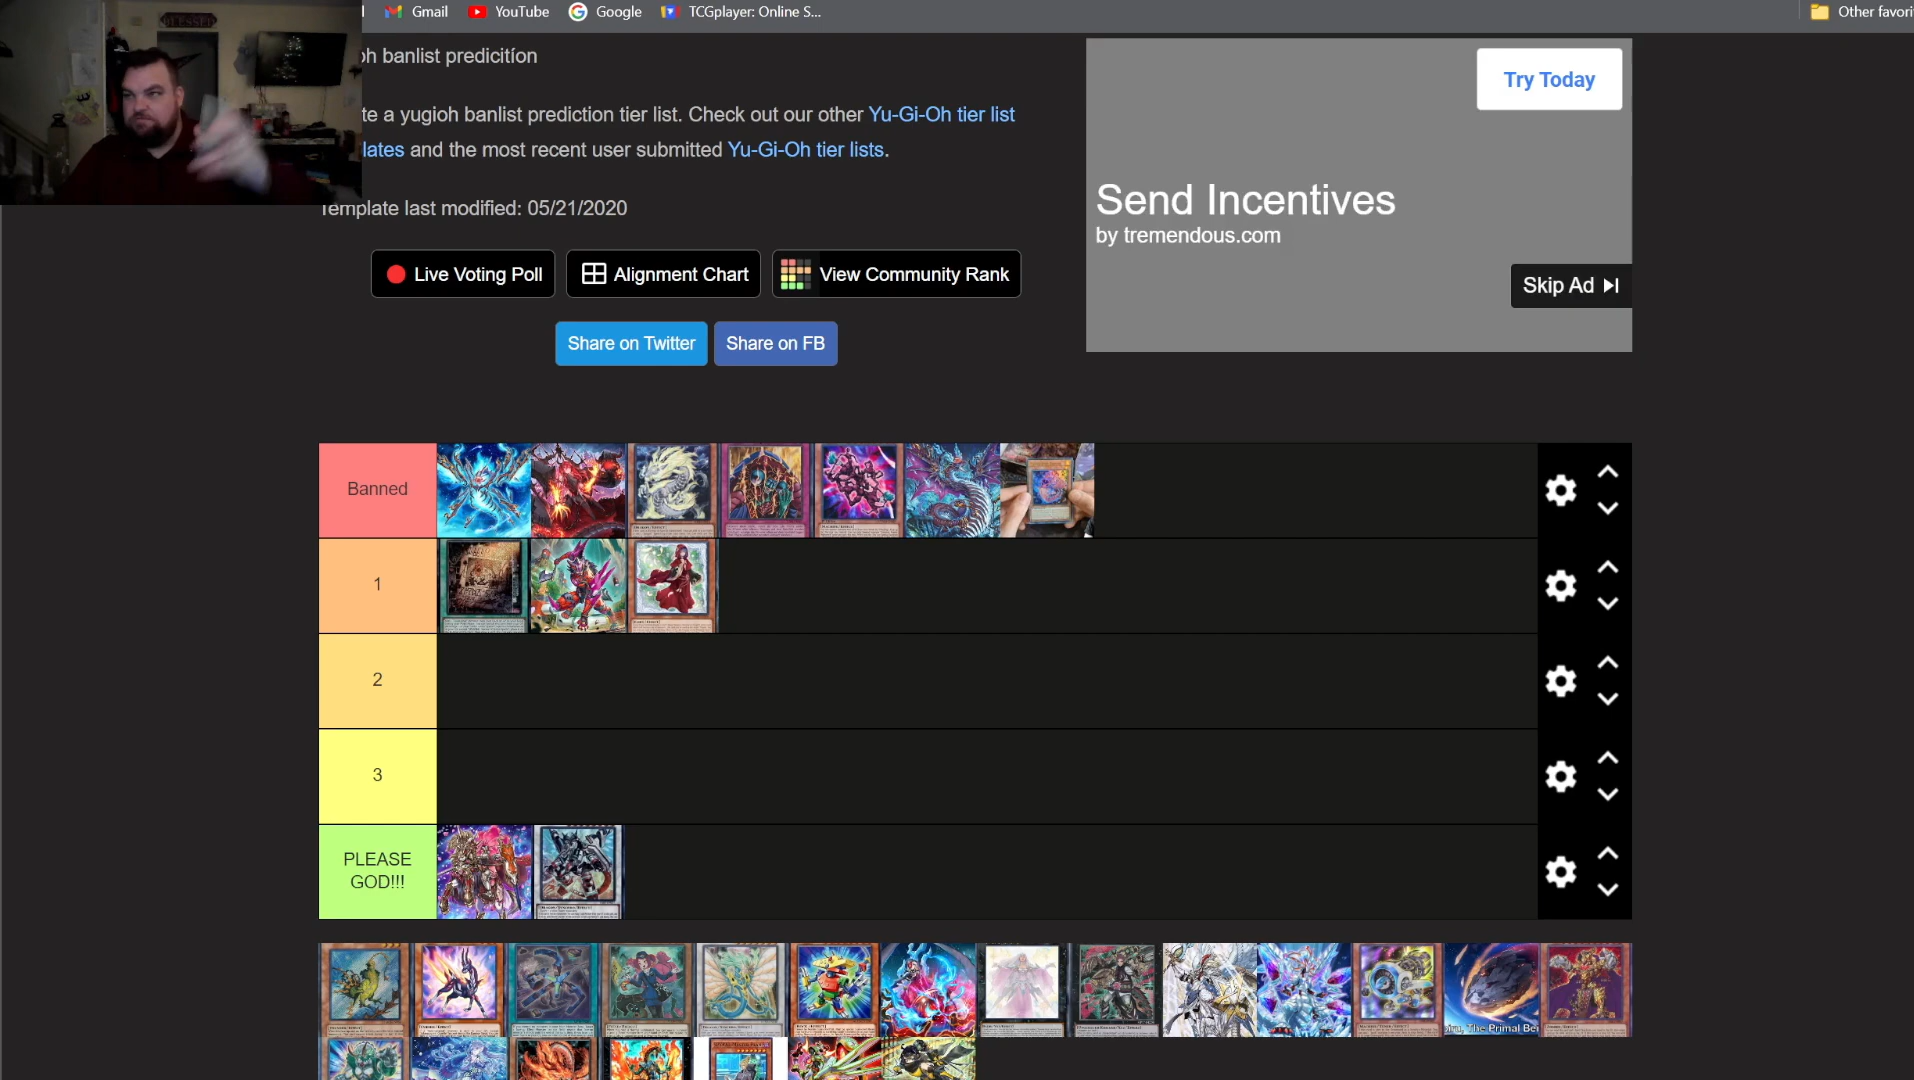 Gmail
YouTube
Google
TCGplayer: Online S...
Other favori
BLESSED
oh banlist predicitíon
te a yugioh banlist prediction tier list. Check out our other Yu-Gi-Oh tier list
lates and the most recent user submitted Yu-Gi-Oh tier lists.
Template last modified: 05/21/2020
Live Voting Poll
Alignment Chart
View Community Rank
Share on Twitter
Share on FB
Try Today
Send Incentives
by tremendous.com
Skip Ad
Banned
1
2
3
PLEASE
GOD!!!
The Primal Bei